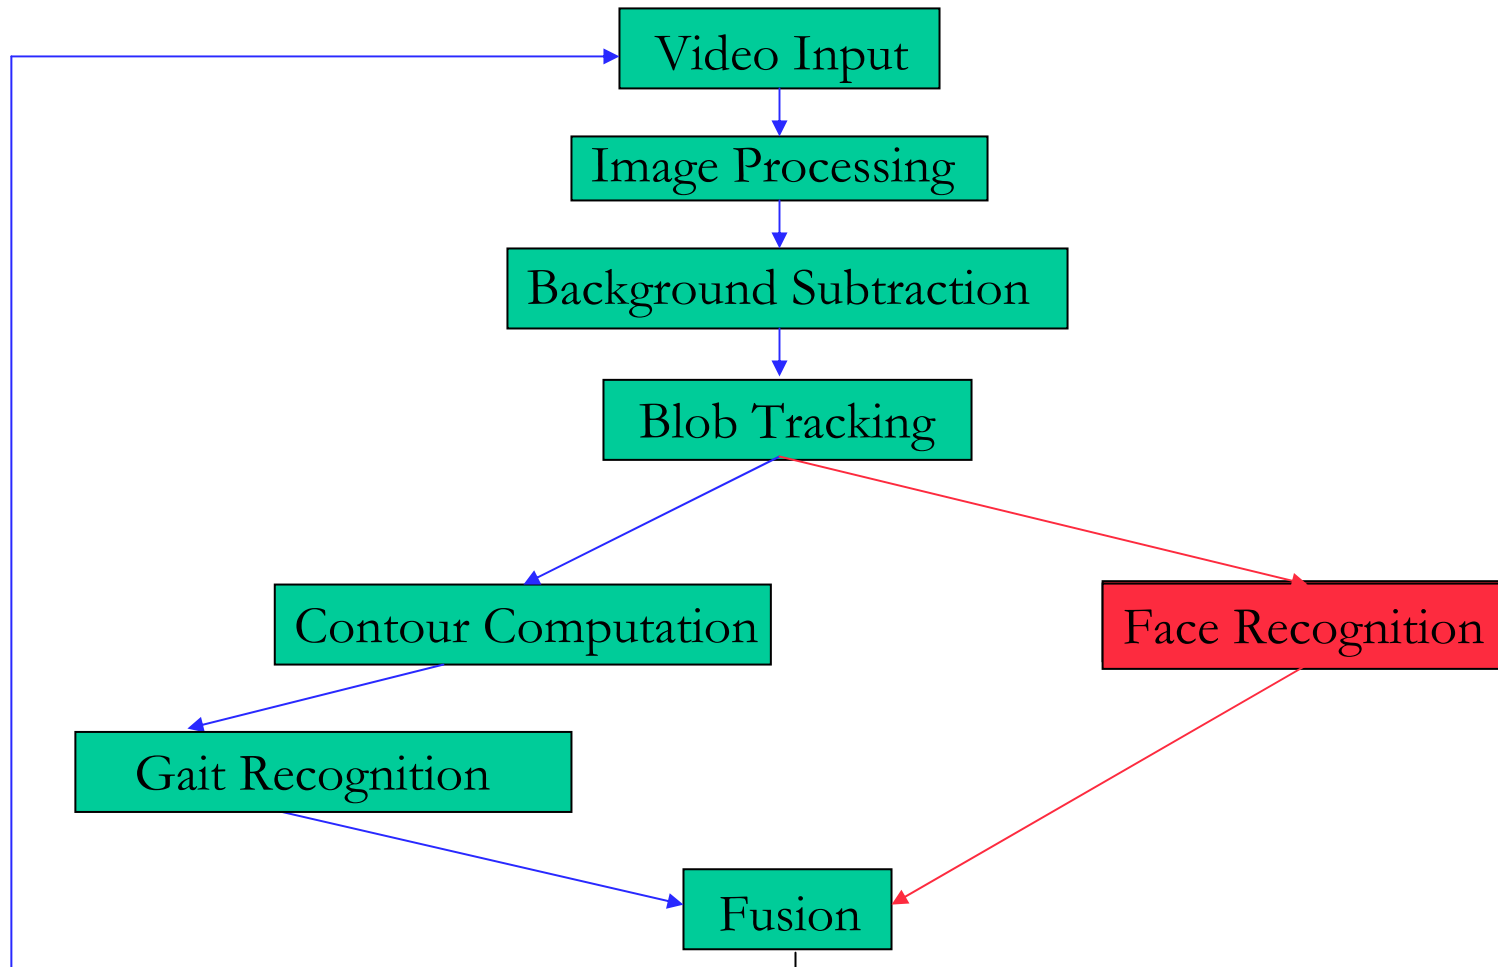 Video Input
Image Processing
Background Subtraction
Blob Tracking
Contour Computation
Face Recognition
Gait Recognition
Fusion